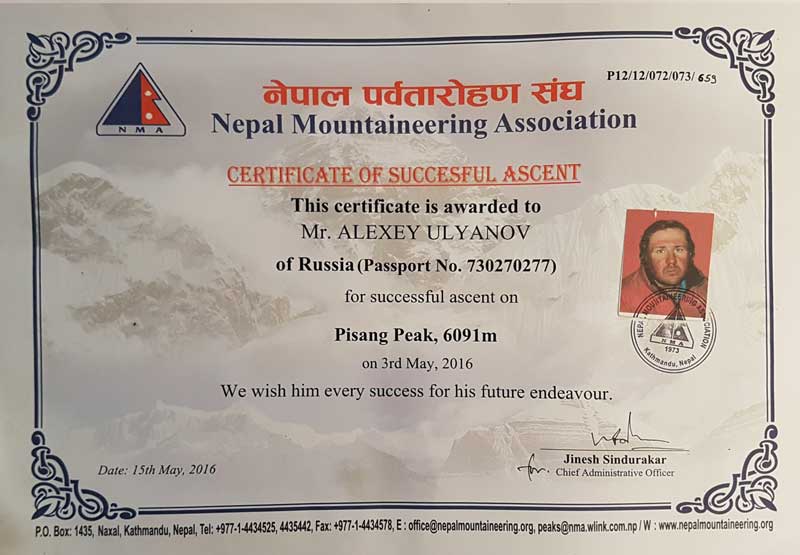 P12/12/072/073/659
नेपाल पर्वतारोहण संघ
NMA
Nepal Mountaineering Association
CERTIFICATE OF SUCCESFUL ASCENT
This certificate is awarded to
Mr. ALEXEY ULYANOV
of Russia (Passport No. 730270277)
for successful ascent on
Pisang Peak, 6091m
on 3rd May, 2016
We wish him every success for his future endeavour.
NEPAL MOUNTAINEERING ASSOCIATION
NMA
1973
Kathmandu, Nepal
Date: 15th May, 2016
for.
Jinesh Sindurakar
Chief Administrative Officer
P.O. Box: 1435, Naxal, Kathmandu, Nepal, Tel: +977-1-4434525, 4435442, Fax: +977-1-4434578, E : office@nepalmountaineering.org, peaks@nma.wlink.com.np / W : www.nepalmountaineering.org